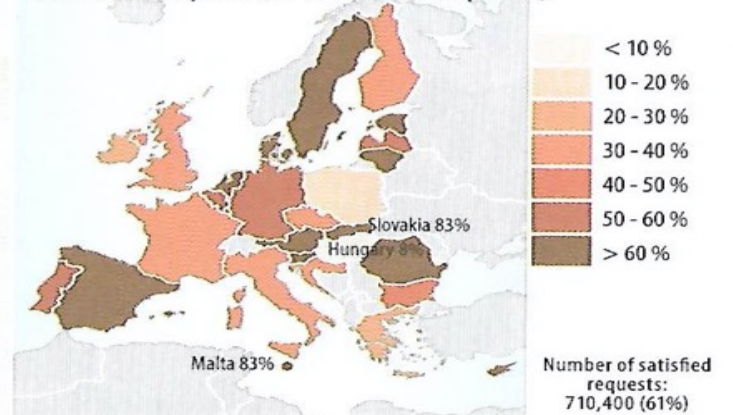 < 10 %
10 - 20 %
20 - 30 %
30 - 40 %
40 - 50 %
50 - 60 %
> 60 %
Slovakia 83%
Hungary 8%
Malta 83%
Number of satisfied
requests:
710,400 (61%)